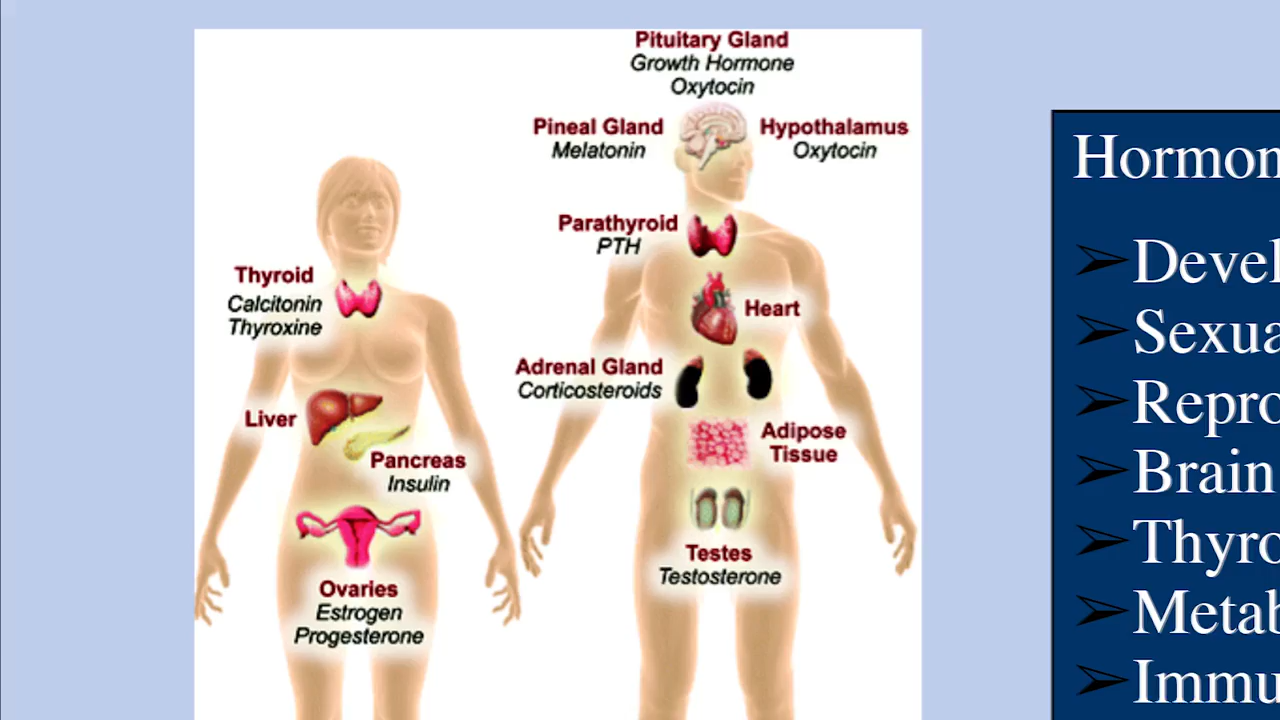 Pituitary Gland
Growth Hormone
Oxytocin
Pineal Gland
Melatonin
Hypothalamus
Oxytocin
Parathyroid
PTH
Heart
Adrenal Gland
Corticosteroids
Adipose
Tissue
Testes
Testosterone
Thyroid
Calcitonin
Thyroxine
Liver
Pancreas
Insulin
Ovaries
Estrogen
Progesterone
Hormon
➢Devel
➢Sexua
➢Repro
➢Brain
➢Thyro
➢Metab
➢Immu